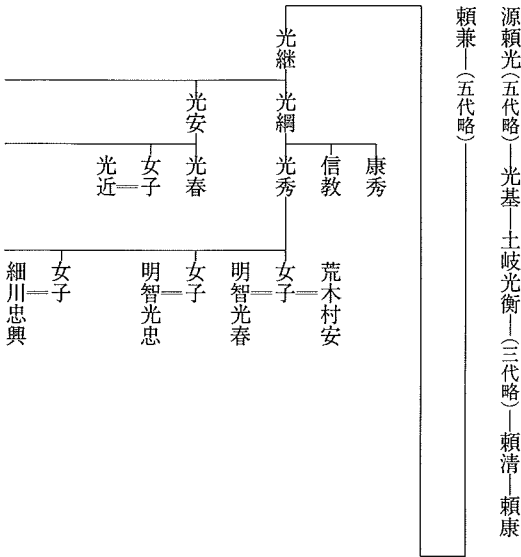 源頼光（五代略）―光基―土岐光衡―（三代略）―頼清―頼康
頼兼―（五代略）
光継
光綱
光安
康秀
信教
光秀
光春
女子＝光近
荒木村安＝女子＝明智光春
女子＝明智光忠
女子＝細川忠興